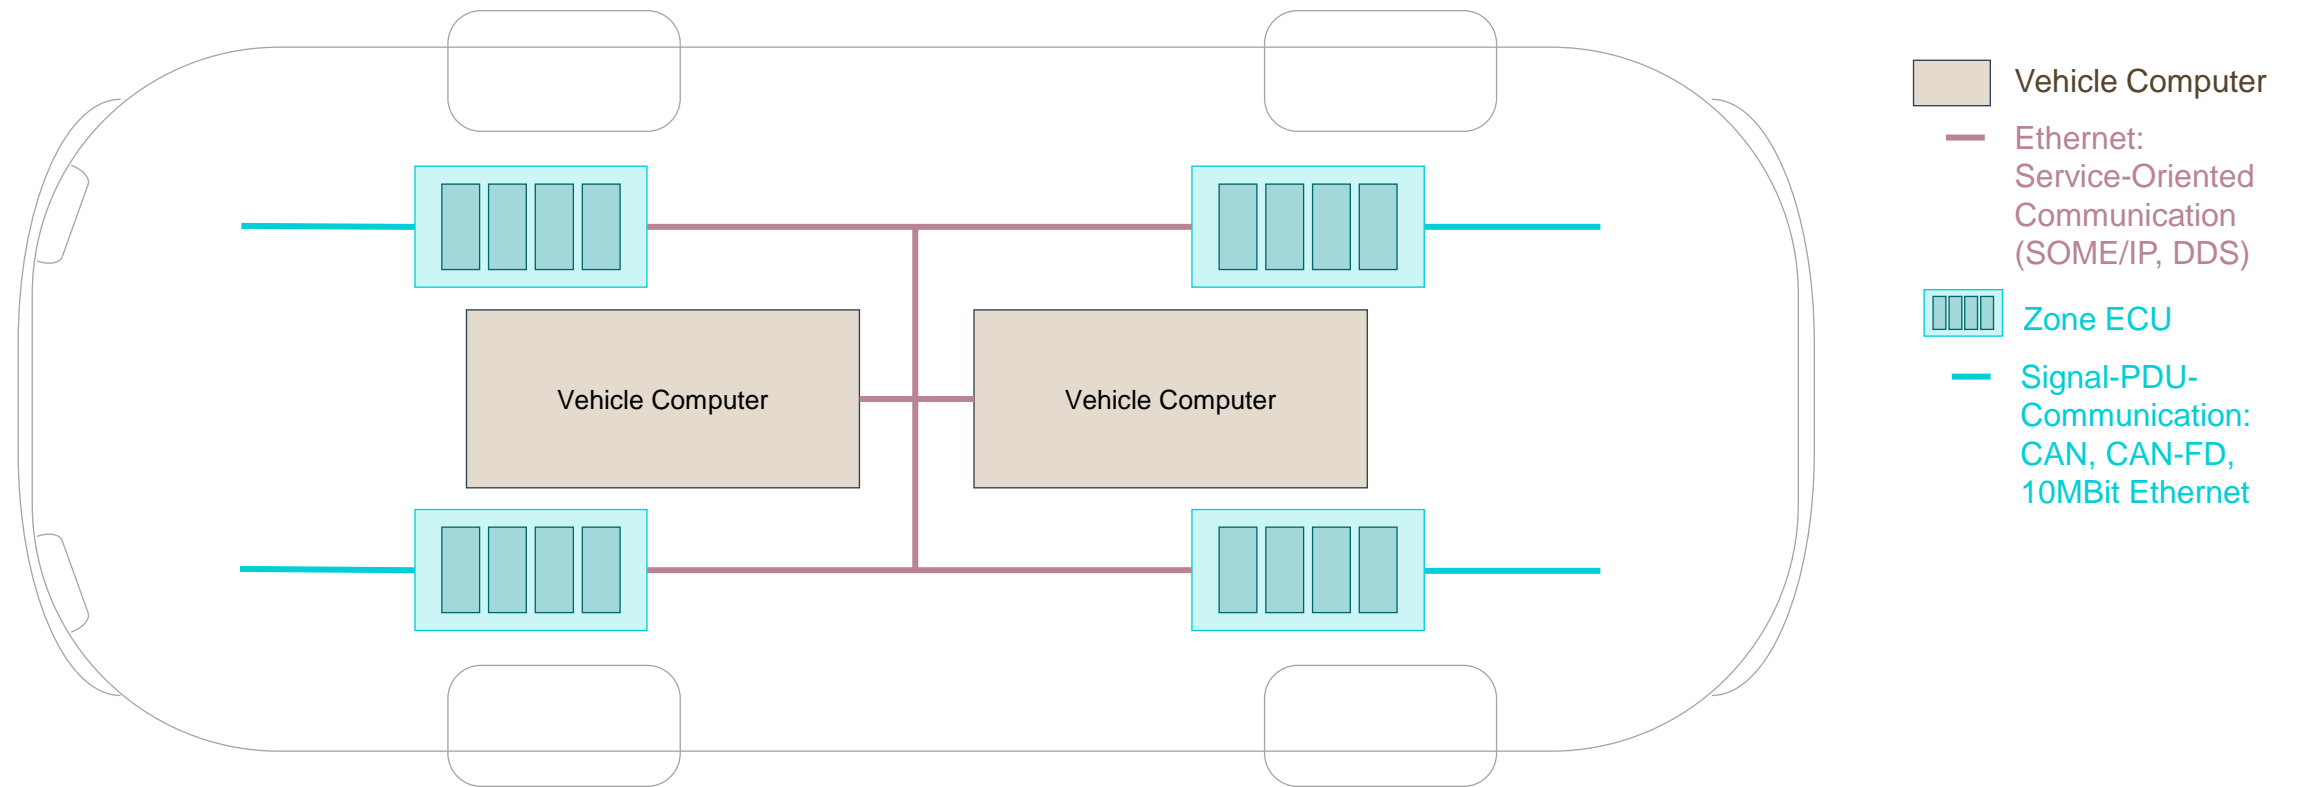 Vehicle Computer
Vehicle Computer
Vehicle Computer
Ethernet:
Service-Oriented
Communication
(SOME/IP, DDS)
Zone ECU
Signal-PDU-
Communication:
CAN, CAN-FD,
10MBit Ethernet